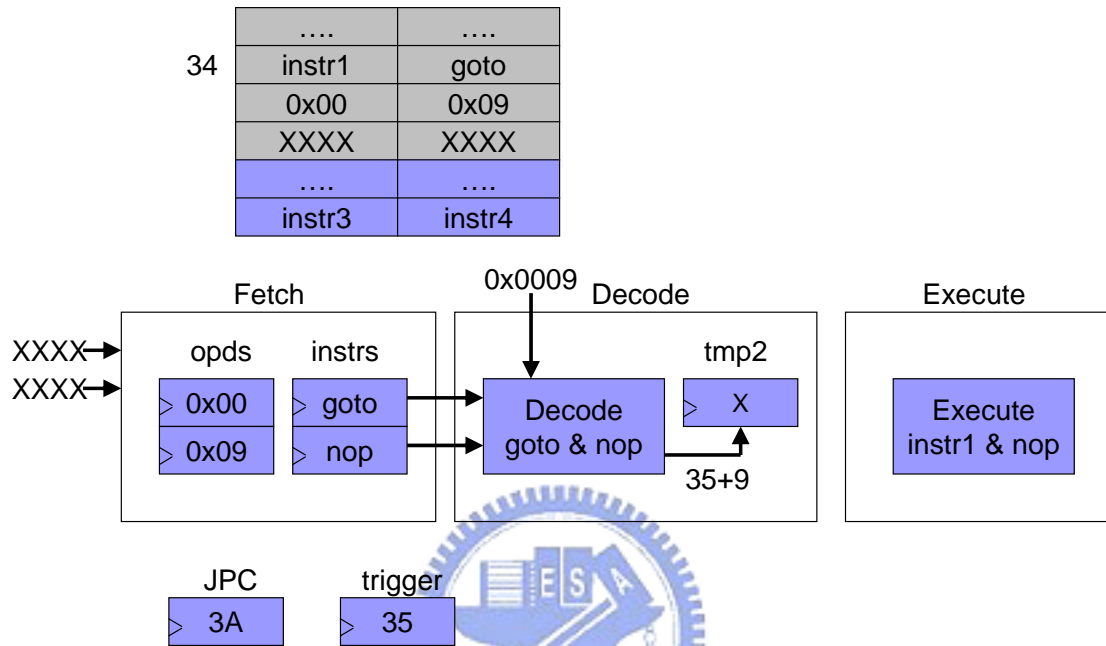 .... ....
34 instr1 goto
0x00 0x09
XXXX XXXX
.... ....
instr3 instr4
0x0009
Fetch Decode Execute
XXXX
XXXX
opds instrs tmp2
0x00 goto
0x09 nop
Decode
goto & nop
X
35+9
Execute
instr1 & nop
JPC trigger
3A 35
ES
A